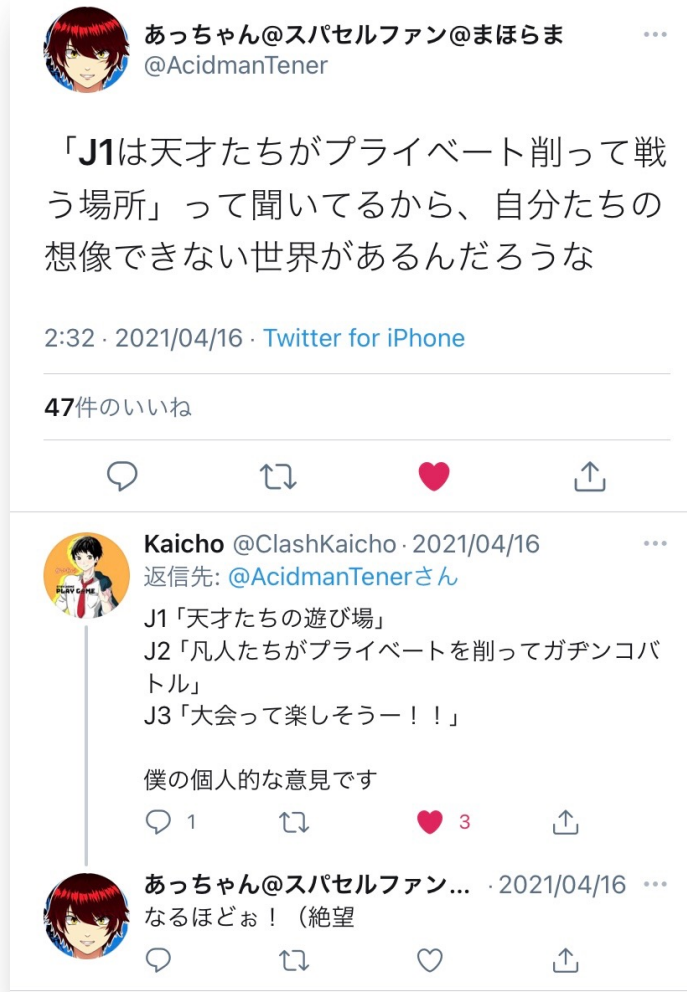 あっちゃん@スパセルファン@まほらま
@AcidmanTener
「J1は天才たちがプライベート削って戦
う場所」って聞いてるから、自分たちの
想像できない世界があるんだろうな
2:32 · 2021/04/16 · Twitter for iPhone
47件のいいね
Kaicho @ClashKaicho · 2021/04/16
返信先: @AcidmanTenerさん
J1「天才たちの遊び場」
J2「凡人たちがプライベートを削ってガヂンコバ
トル」
J3「大会って楽しそうー！！」
僕の個人的な意見です
1 3
あっちゃん@スパセルファン... · 2021/04/16
なるほどぉ！（絶望
PLAY GAME